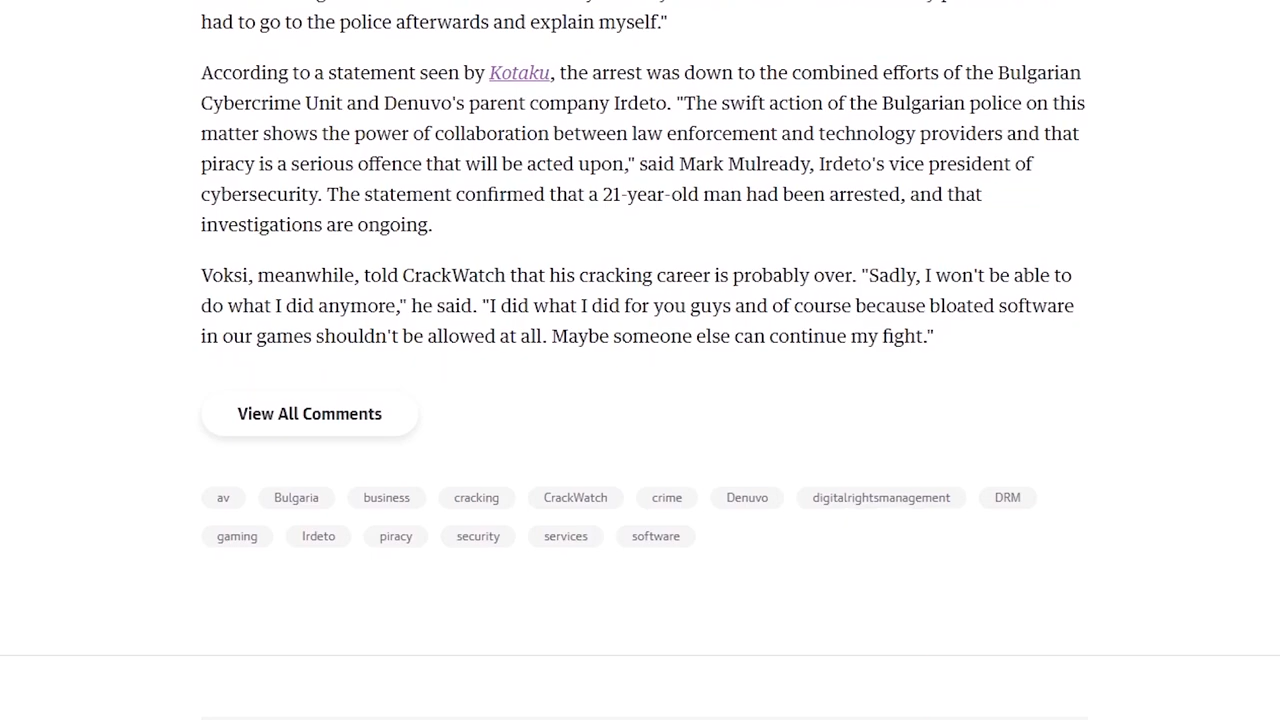 had to go to the police afterwards and explain myself."
According to a statement seen by Kotaku, the arrest was down to the combined efforts of the Bulgarian
Cybercrime Unit and Denuvo's parent company Irdeto. "The swift action of the Bulgarian police on this
matter shows the power of collaboration between law enforcement and technology providers and that
piracy is a serious offence that will be acted upon," said Mark Mulready, Irdeto's vice president of
cybersecurity. The statement confirmed that a 21-year-old man had been arrested, and that
investigations are ongoing.
Voksi, meanwhile, told CrackWatch that his cracking career is probably over. "Sadly, I won't be able to
do what I did anymore," he said. "I did what I did for you guys and of course because bloated software
in our games shouldn't be allowed at all. Maybe someone else can continue my fight."
View All Comments
av Bulgaria business cracking CrackWatch crime Denuvo digitalrightsmanagement DRM
gaming Irdeto piracy security services software